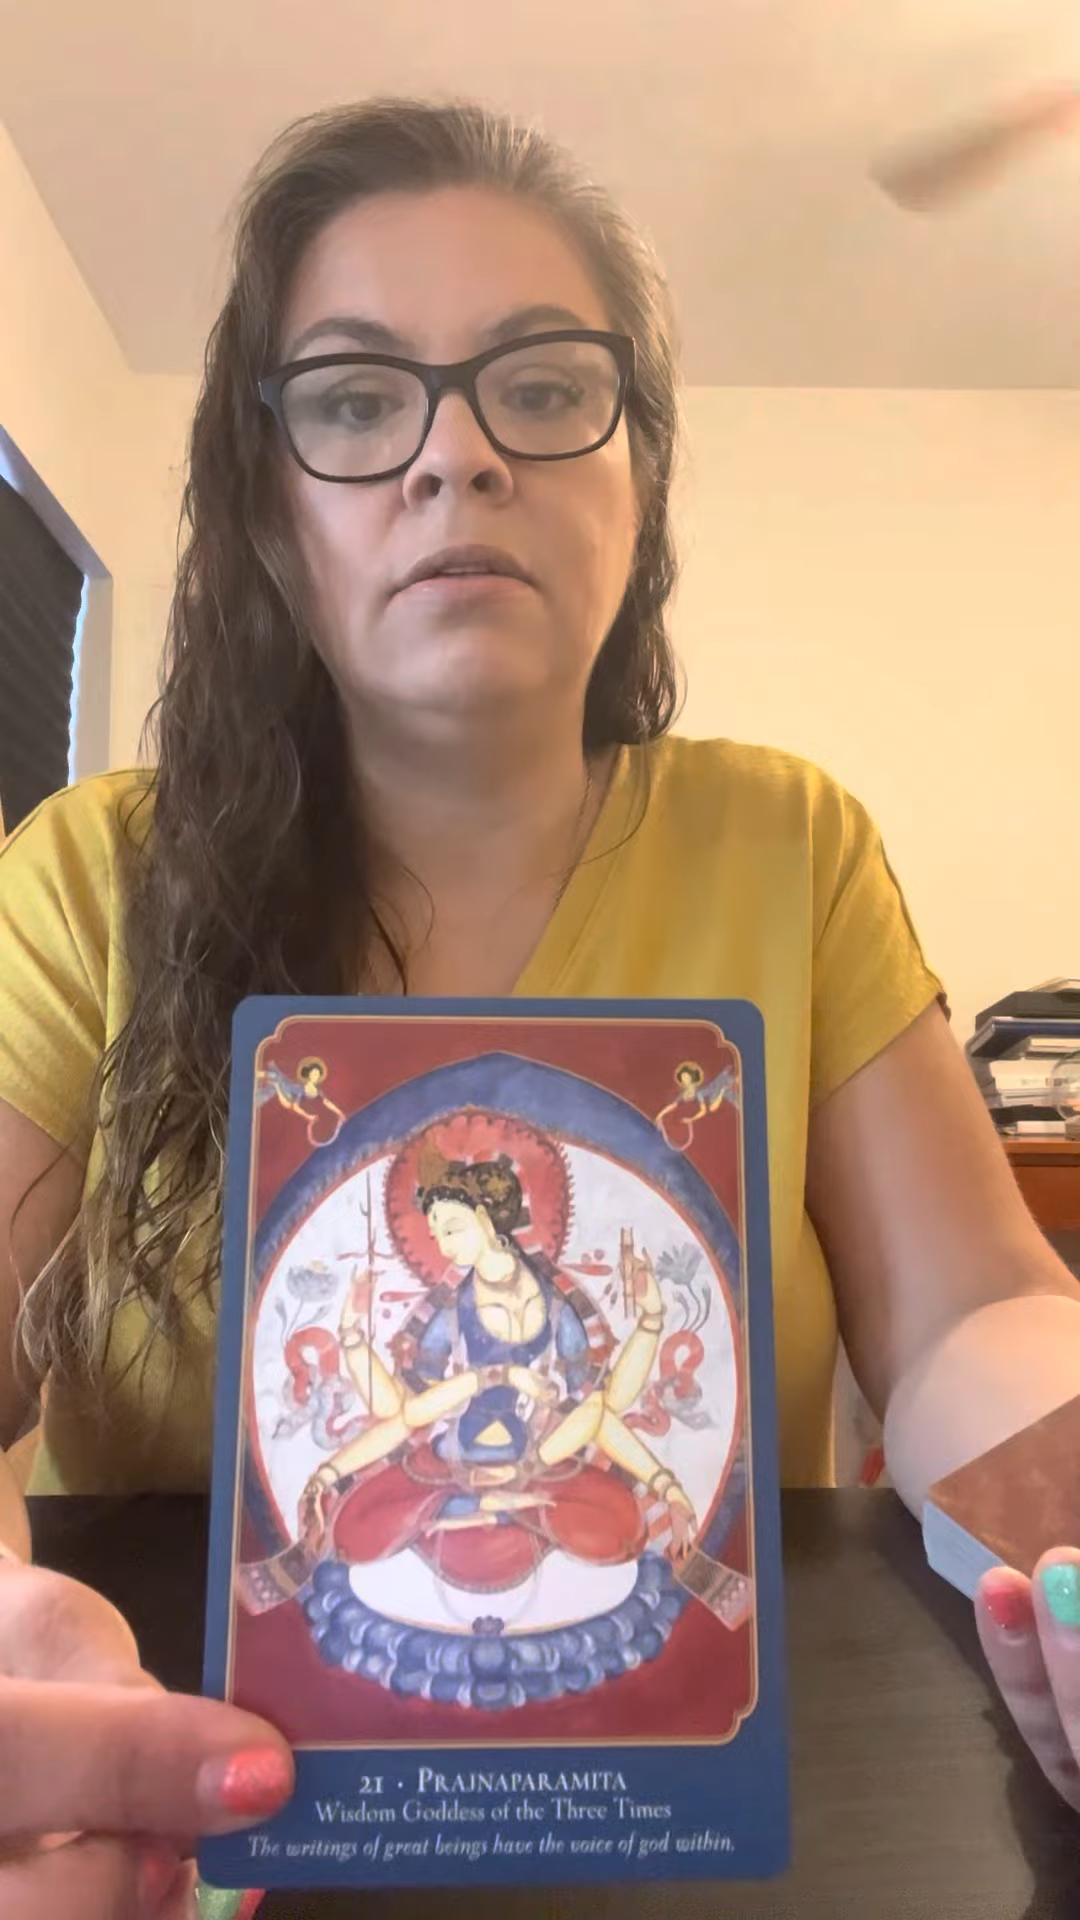 21 · PRAJNAPARAMITA
Wisdom Goddess of the Three Times
The writings of great beings have the voice of god within.